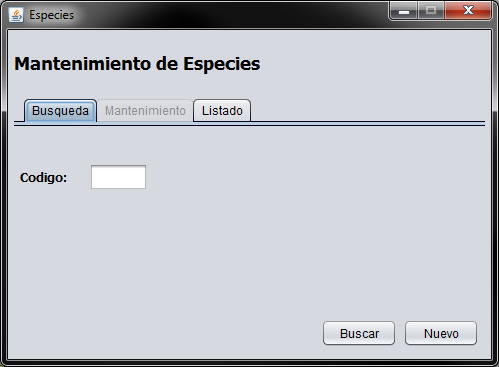 Especies
Mantenimiento de Especies
Busqueda Mantenimiento Listado
Codigo:
Buscar Nuevo